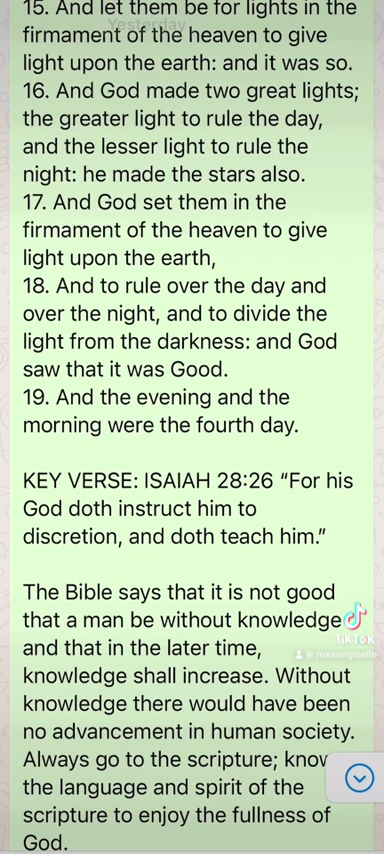 15. And let them be for lights in the
Yesterday
firmament of the heaven to give
light upon the earth: and it was so.
16. And God made two great lights;
the greater light to rule the day,
and the lesser light to rule the
night: he made the stars also.
17. And God set them in the
firmament of the heaven to give
light upon the earth,
18. And to rule over the day and
over the night, and to divide the
light from the darkness: and God
saw that it was Good.
19. And the evening and the
morning were the fourth day.
KEY VERSE: ISAIAH 28:26 “For his
God doth instruct him to
discretion, and doth teach him.”
The Bible says that it is not good
that a man be without knowledge
TikTok
and that in the later time,
@roxanngiselle
knowledge shall increase. Without
knowledge there would have been
no advancement in human society.
Always go to the scripture; know
the language and spirit of the
scripture to enjoy the fullness of
God.